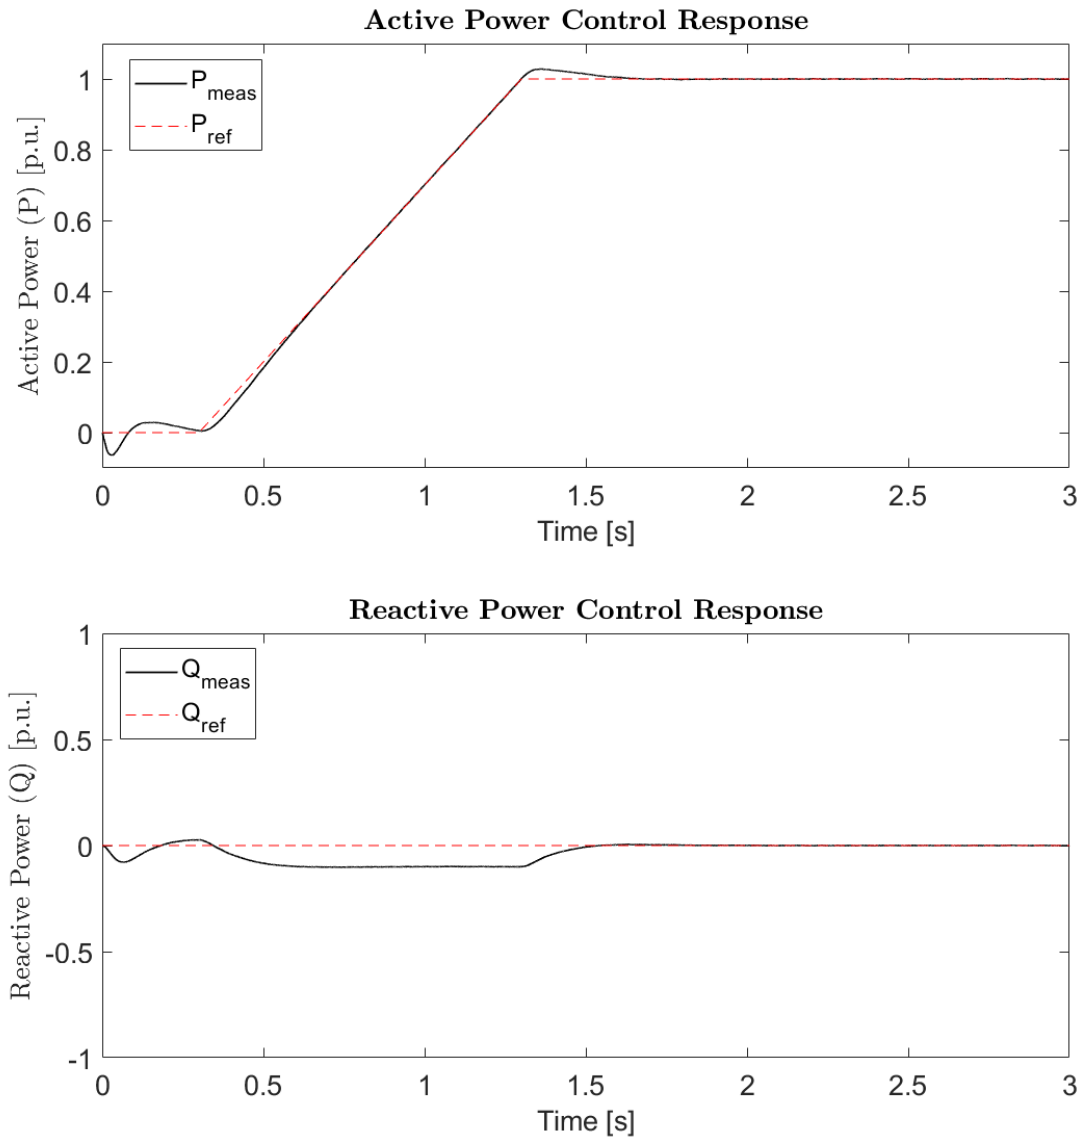 Active Power Control Response
P_meas
P_ref
Active Power (P) [p.u.]
1
0.8
0.6
0.4
0.2
0
0 0.5 1 1.5 2 2.5 3
Time [s]
Reactive Power Control Response
Q_meas
Q_ref
Reactive Power (Q) [p.u.]
1
0.5
0
-0.5
-1
0 0.5 1 1.5 2 2.5 3
Time [s]